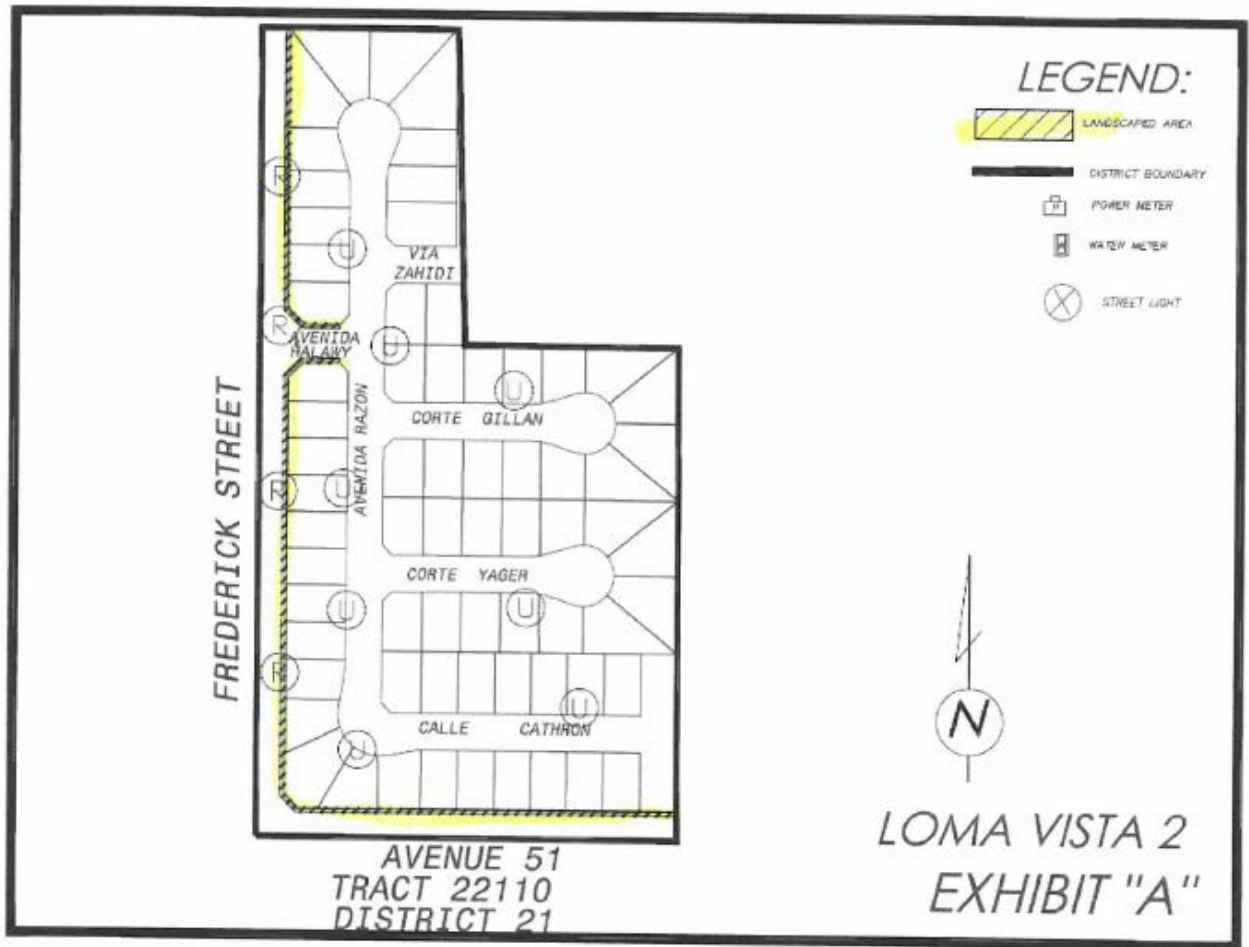 LEGEND:
LANDSCAPED AREA
DISTRICT BOUNDARY
P
POWER METER
W
WATER METER
STREET LIGHT
R
U
VIA
ZAHIDI
R
AVENIDA
HALAWY
U
U
CORTE GILLAN
AVENIDA RAZON
FREDERICK STREET
R
U
CORTE YAGER
U
U
R
U
CALLE CATHRON
U
N
AVENUE 51
TRACT 22110
DISTRICT 21
LOMA VISTA 2
EXHIBIT "A"